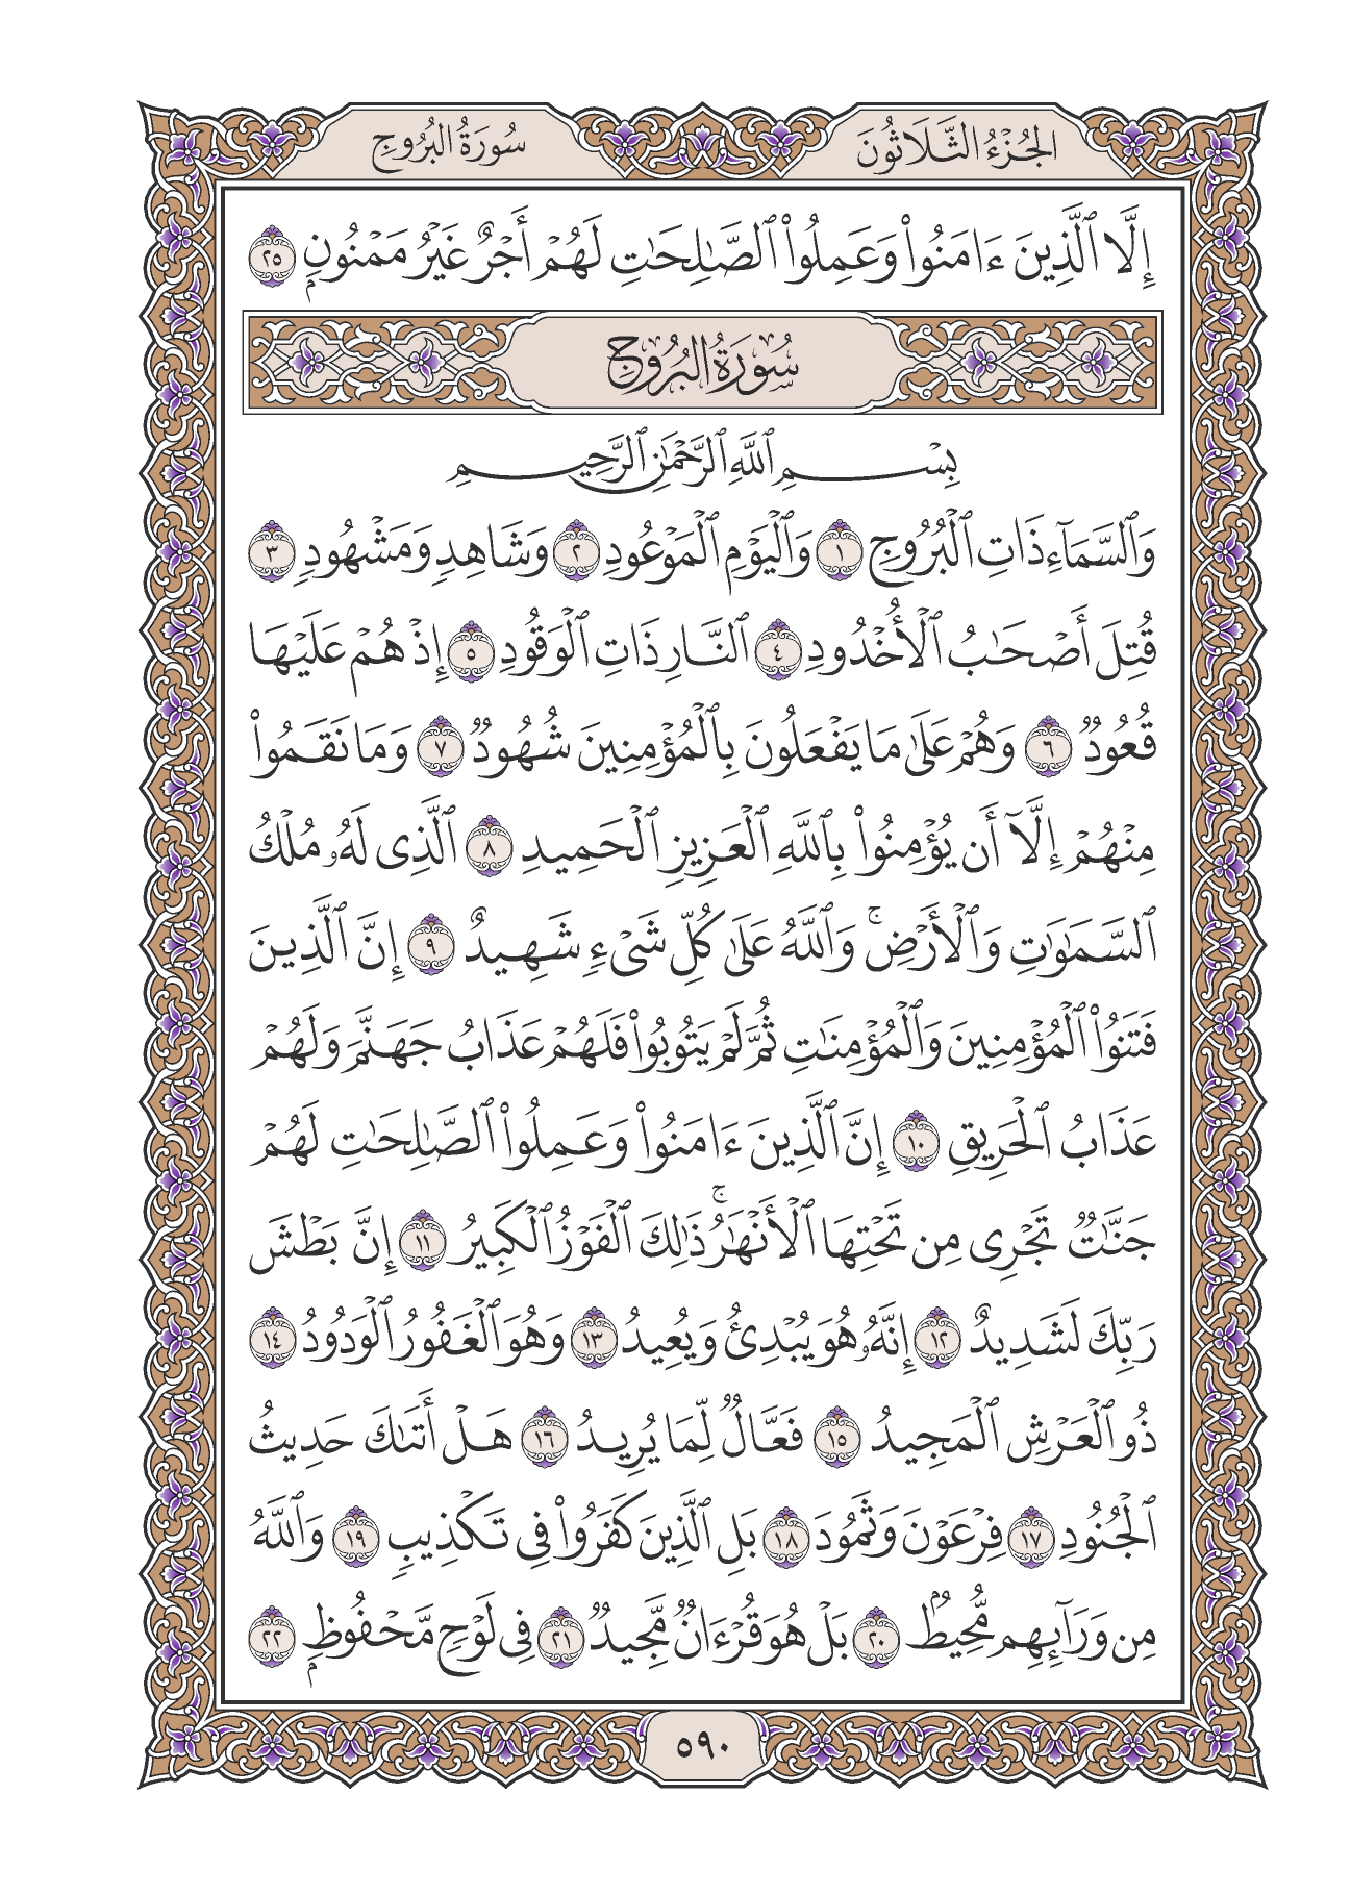 الجُزْءُ الثَّلَاثُونَ
سُورَةُ البُرُوجِ
إِلَّا ٱلَّذِينَ ءَامَنُوا۟ وَعَمِلُوا۟ ٱلصَّٰلِحَٰتِ لَهُمْ أَجْرٌ غَيْرُ مَمْنُونٍۭ ٢٥
سُورَةُ البُرُوجِ
بِسْمِ ٱللَّهِ ٱلرَّحْمَٰنِ ٱلرَّحِيمِ
وَٱلسَّمَآءِ ذَاتِ ٱلْبُرُوجِ ١ وَٱلْيَوْمِ ٱلْمَوْعُودِ ٢ وَشَاهِدٍ وَمَشْهُودٍ ٣
قُتِلَ أَصْحَٰبُ ٱلْأُخْدُودِ ٤ ٱلنَّارِ ذَاتِ ٱلْوَقُودِ ٥ إِذْ هُمْ عَلَيْهَا
قُعُودٌ ٦ وَهُمْ عَلَىٰ مَا يَفْعَلُونَ بِٱلْمُؤْمِنِينَ شُهُودٌ ٧ وَمَا نَقَمُوا۟
مِنْهُمْ إِلَّآ أَن يُؤْمِنُوا۟ بِٱللَّهِ ٱلْعَزِيزِ ٱلْحَمِيدِ ٨ ٱلَّذِى لَهُۥ مُلْكُ
ٱلسَّمَٰوَٰتِ وَٱلْأَرْضِ ۚ وَٱللَّهُ عَلَىٰ كُلِّ شَىْءٍ شَهِيدٌ ٩ إِنَّ ٱلَّذِينَ
فَتَنُوا۟ ٱلْمُؤْمِنِينَ وَٱلْمُؤْمِنَٰتِ ثُمَّ لَمْ يَتُوبُوا۟ فَلَهُمْ عَذَابُ جَهَنَّمَ وَلَهُمْ
عَذَابُ ٱلْحَرِيقِ ١٠ إِنَّ ٱلَّذِينَ ءَامَنُوا۟ وَعَمِلُوا۟ ٱلصَّٰلِحَٰتِ لَهُمْ
جَنَّٰتٌ تَجْرِى مِن تَحْتِهَا ٱلْأَنْهَٰرُ ۚ ذَٰلِكَ ٱلْفَوْزُ ٱلْكَبِيرُ ١١ إِنَّ بَطْشَ
رَبِّكَ لَشَدِيدٌ ١٢ إِنَّهُۥ هُوَ يُبْدِئُ وَيُعِيدُ ١٣ وَهُوَ ٱلْغَفُورُ ٱلْوَدُودُ ١٤
ذُو ٱلْعَرْشِ ٱلْمَجِيدُ ١٥ فَعَّالٌ لِّمَا يُرِيدُ ١٦ هَلْ أَتَىٰكَ حَدِيثُ
ٱلْجُنُودِ ١٧ فِرْعَوْنَ وَثَمُودَ ١٨ بَلِ ٱلَّذِينَ كَفَرُوا۟ فِى تَكْذِيبٍ ١٩ وَٱللَّهُ
مِن وَرَآئِهِم مُّحِيطٌۢ ٢٠ بَلْ هُوَ قُرْءَانٌ مَّجِيدٌ ٢١ فِى لَوْحٍ مَّحْفُوظٍۭ ٢٢
٥٩٠